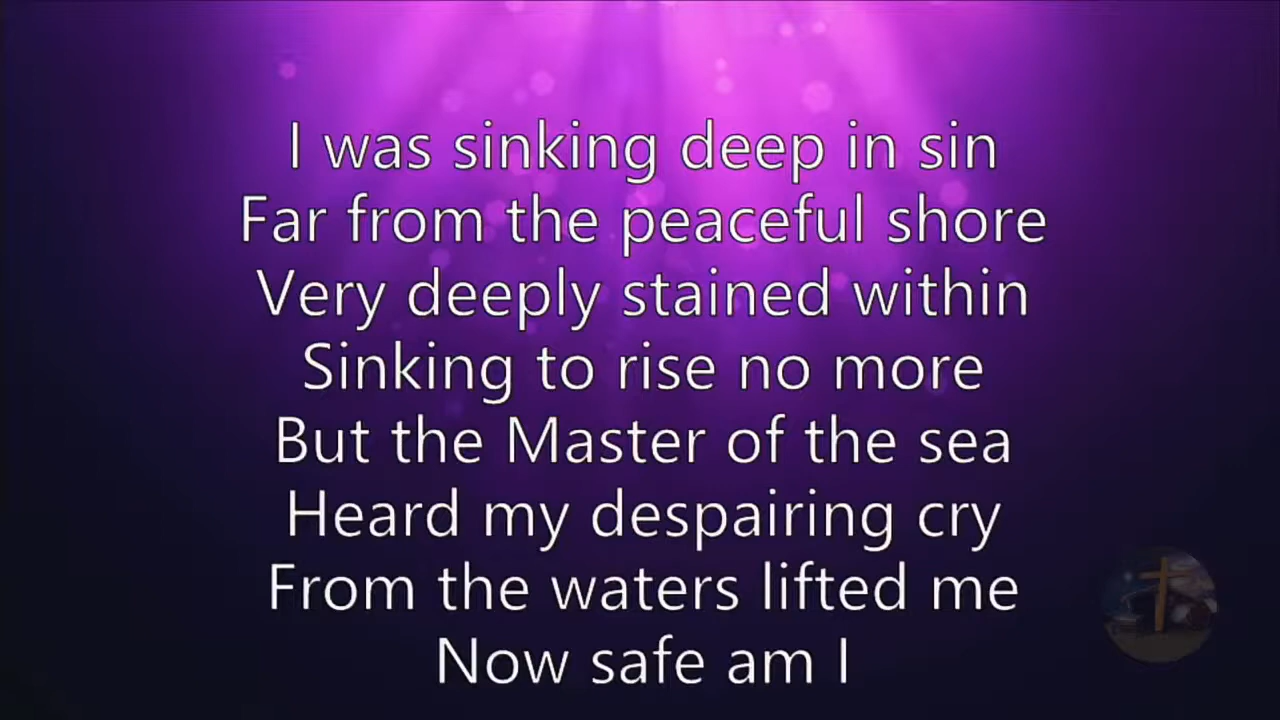 I was sinking deep in sin
Far from the peaceful shore
Very deeply stained within
Sinking to rise no more
But the Master of the sea
Heard my despairing cry
From the waters lifted me
Now safe am I